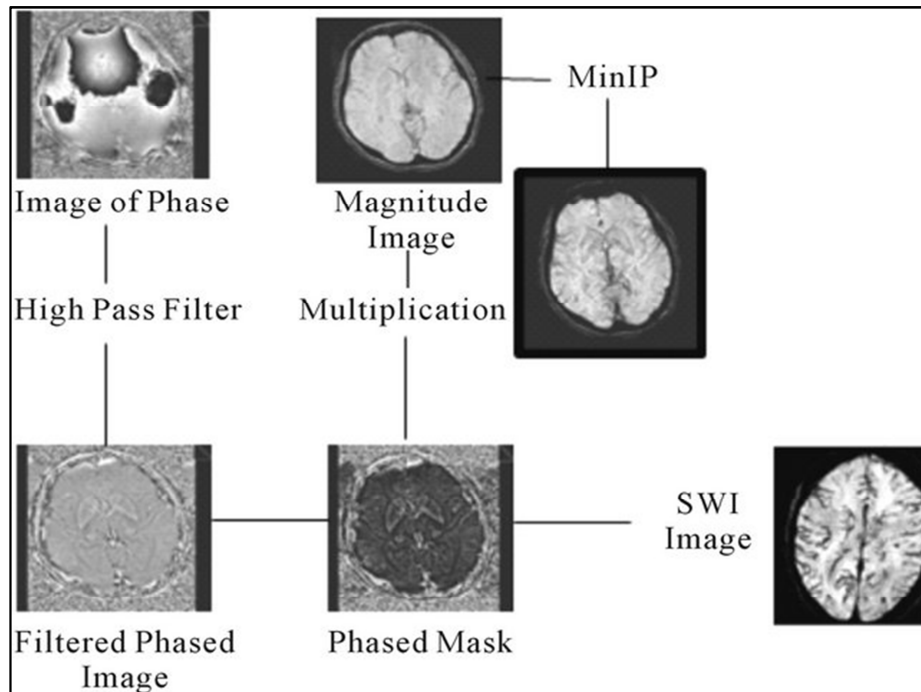 Image of Phase
Magnitude
Image
MinIP
High Pass Filter
Multiplication
SWI
Image
Filtered Phased
Image
Phased Mask